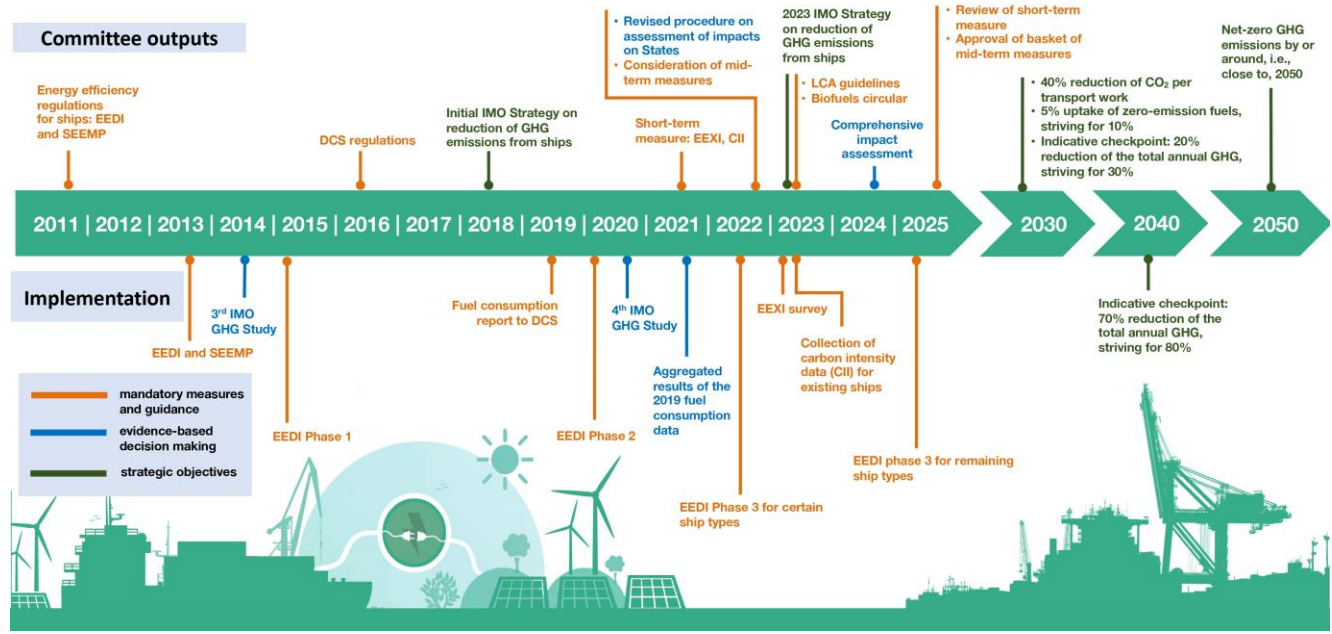 Committee outputs
Energy efficiency
regulations
for ships: EEDI
and SEEMP
DCS regulations
Initial IMO Strategy on
reduction of GHG
emissions from ships
• Revised procedure on
assessment of impacts
on States
• Consideration of mid-
term measures
Short-term
measure: EEXI, CII
2023 IMO Strategy
on reduction of
GHG emissions
from ships
• LCA guidelines
• Biofuels circular
Comprehensive
impact
assessment
• Review of short-term
measure
• Approval of basket of
mid-term measures
• 40% reduction of CO₂ per
transport work
• 5% uptake of zero-emission fuels,
striving for 10%
• Indicative checkpoint: 20%
reduction of the total annual GHG,
striving for 30%
Net-zero GHG
emissions by or
around, i.e.,
close to, 2050
2011 | 2012 | 2013 | 2014 | 2015 | 2016 | 2017 | 2018 | 2019 | 2020 | 2021 | 2022 | 2023 | 2024 | 2025
2030
2040
2050
Implementation
EEDI and SEEMP
3rd IMO
GHG Study
EEDI Phase 1
Fuel consumption
report to DCS
EEDI Phase 2
4th IMO
GHG Study
Aggregated
results of the
2019 fuel
consumption
data
EEDI Phase 3 for certain
ship types
EEXI survey
Collection of
carbon intensity
data (CII) for
existing ships
EEDI phase 3 for remaining
ship types
Indicative checkpoint:
70% reduction of the
total annual GHG,
striving for 80%
mandatory measures
and guidance
evidence-based
decision making
strategic objectives